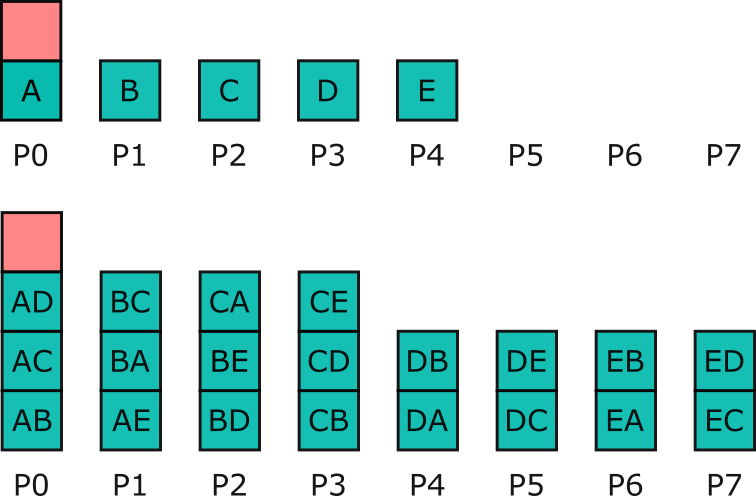 A B C D E
P0 P1 P2 P3 P4 P5 P6 P7
AD BC CA CE
AC BA BE CD DB DE EB ED
AB AE BD CB DA DC EA EC
P0 P1 P2 P3 P4 P5 P6 P7